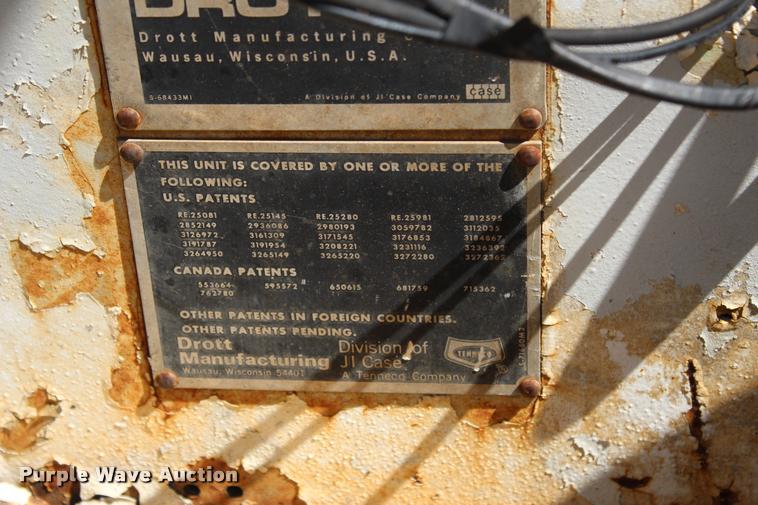 DROTT
Drott Manufacturing
Wausau, Wisconsin, U.S.A.
S-68433M1 A Division of JI Case Company case
THIS UNIT IS COVERED BY ONE OR MORE OF THE
FOLLOWING:
U.S. PATENTS
RE.25081 RE.25145 RE.25280 RE.25981 2812595
2852149 2936086 2980193 3059782 3112035
3126972 3161309 3171545 3176853 3184867
3191787 3191954 3208221 3231116 3236392
3264950 3265149 3265220 3272280 3272362
CANADA PATENTS
553664 595572 650615 681759 715362
762780
OTHER PATENTS IN FOREIGN COUNTRIES.
OTHER PATENTS PENDING.
Drott Division of
Manufacturing JI Case
Wausau, Wisconsin 54401 A Tenneco Company
TENNECO
Purple Wave Auction